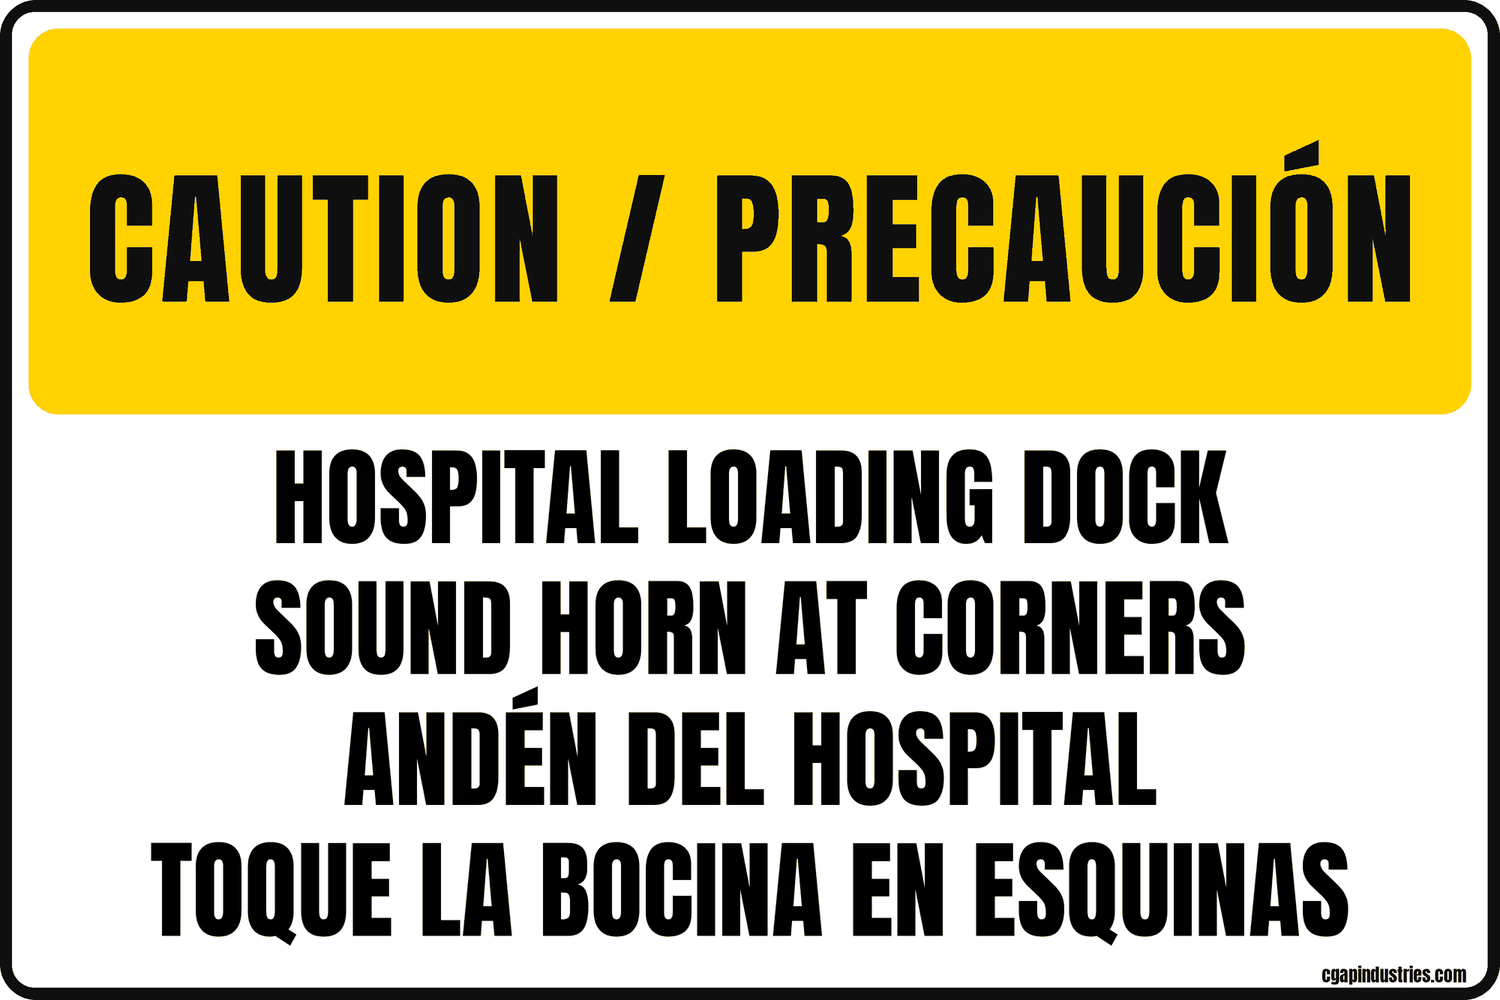 CAUTION / PRECAUCIÓN
HOSPITAL LOADING DOCK
SOUND HORN AT CORNERS
ANDÉN DEL HOSPITAL
TOQUE LA BOCINA EN ESQUINAS
cgapindustries.com